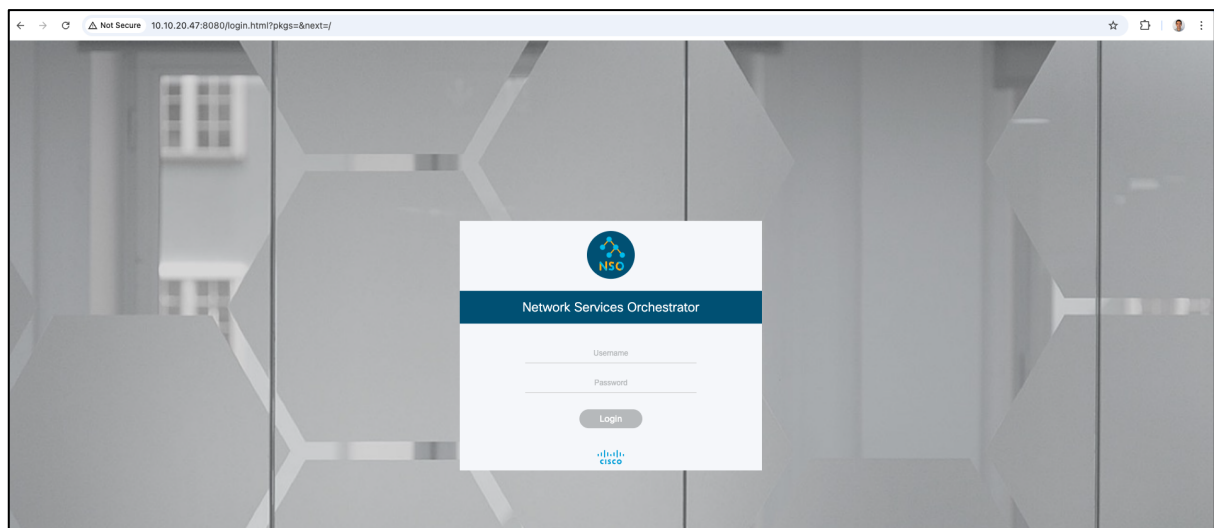 Not Secure 10.10.20.47:8080/login.html?pkgs=&next=/
NSO
Network Services Orchestrator
Username
Password
Login
CISCO